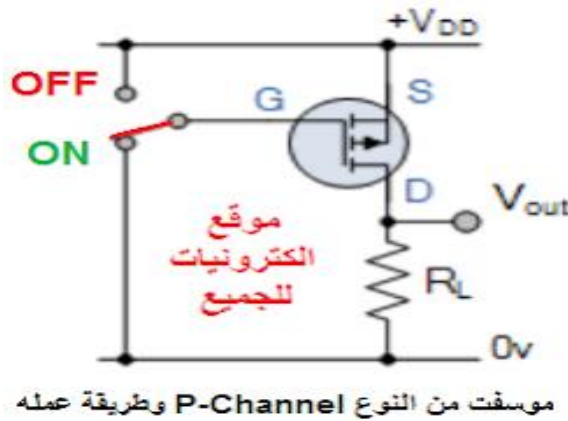 +VDD
OFF
G
S
ON
D
Vout
موقع
الكترونيات
للجميع
RL
0v
موسفت من النوع P-Channel وطريقة عمله